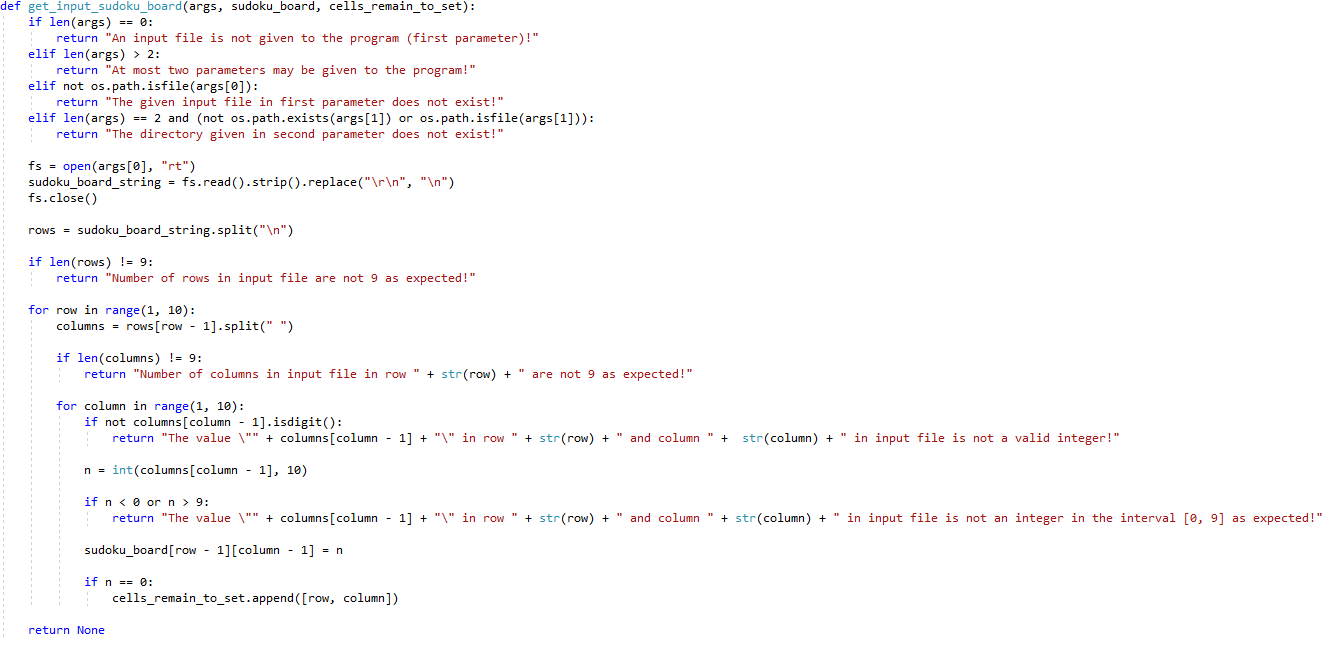 def get_input_sudoku_board(args, sudoku_board, cells_remain_to_set):
    if len(args) == 0:
        return "An input file is not given to the program (first parameter)!"
    elif len(args) > 2:
        return "At most two parameters may be given to the program!"
    elif not os.path.isfile(args[0]):
        return "The given input file in first parameter does not exist!"
    elif len(args) == 2 and (not os.path.exists(args[1]) or os.path.isfile(args[1])):
        return "The directory given in second parameter does not exist!"

    fs = open(args[0], "rt")
    sudoku_board_string = fs.read().strip().replace("\r\n", "\n")
    fs.close()

    rows = sudoku_board_string.split("\n")

    if len(rows) != 9:
        return "Number of rows in input file are not 9 as expected!"

    for row in range(1, 10):
        columns = rows[row - 1].split(" ")

        if len(columns) != 9:
            return "Number of columns in input file in row " + str(row) + " are not 9 as expected!"

        for column in range(1, 10):
            if not columns[column - 1].isdigit():
                return "The value \"" + columns[column - 1] + "\" in row " + str(row) + " and column " +  str(column) + " in input file is not a valid integer!"

            n = int(columns[column - 1], 10)

            if n < 0 or n > 9:
                return "The value \"" + columns[column - 1] + "\" in row " + str(row) + " and column " + str(column) + " in input file is not an integer in the interval [0, 9] as expected!"

            sudoku_board[row - 1][column - 1] = n

            if n == 0:
                cells_remain_to_set.append([row, column])

    return None